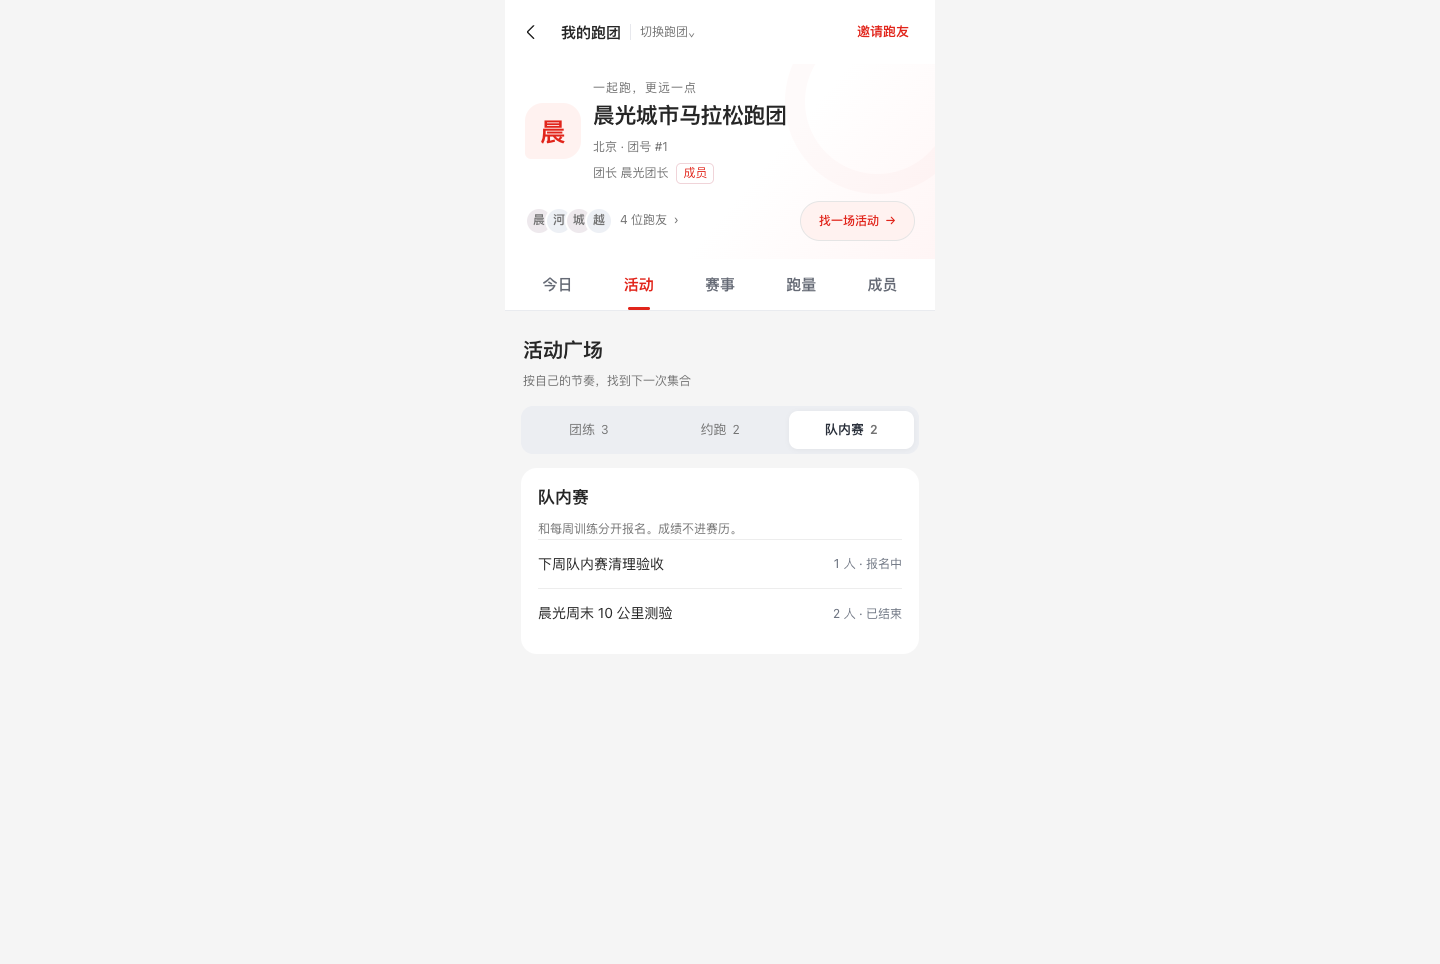 我的跑团 切换跑团 邀请跑友
一起跑，更远一点
晨
晨光城市马拉松跑团
北京 · 团号 #1
团长 晨光团长 成员
晨 河 城 越 4 位跑友 › 找一场活动 →
今日 活动 赛事 跑量 成员
活动广场
按自己的节奏，找到下一次集合
团练 3 约跑 2 队内赛 2
队内赛
和每周训练分开报名。成绩不进赛历。
下周队内赛清理验收 1 人 · 报名中
晨光周末 10 公里测验 2 人 · 已结束